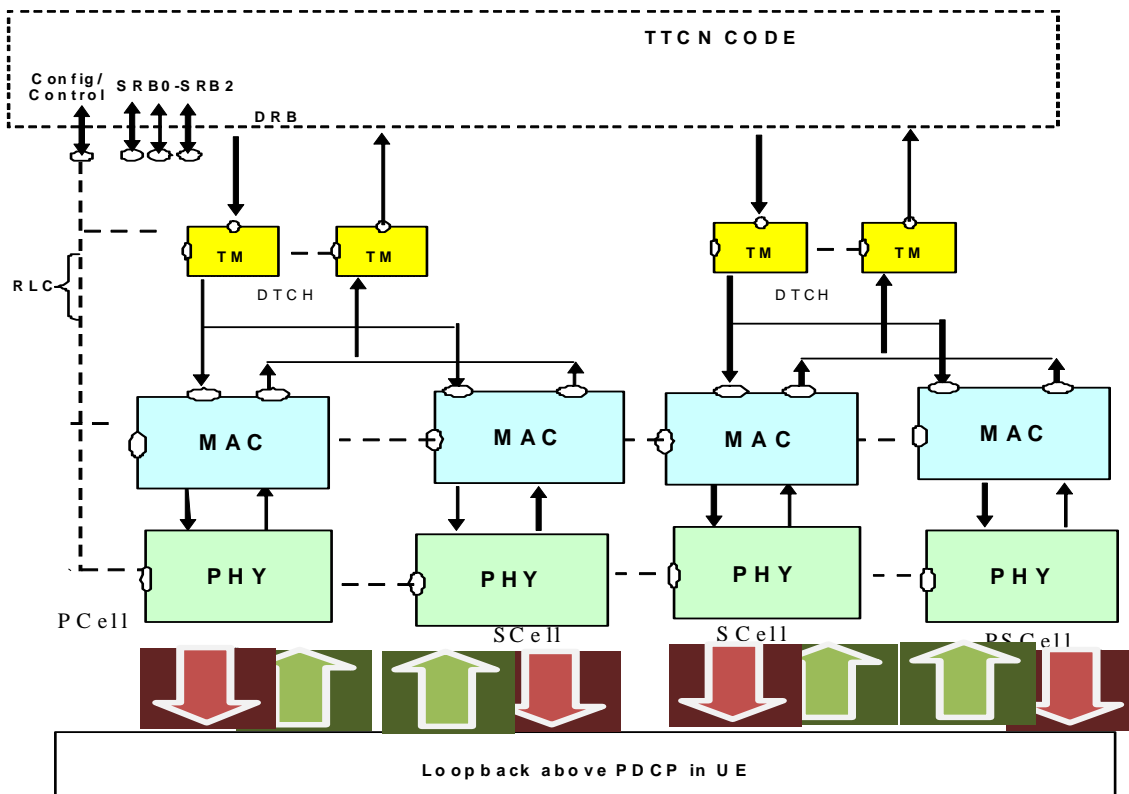 TTCN CODE
Config/
Control
SRB0-SRB2
DRB
TM
TM
TM
TM
RLC
DTCH
DTCH
MAC
MAC
MAC
MAC
PHY
PHY
PHY
PHY
PCell
SCell
SCell
PSCell
Loopback above PDCP in UE